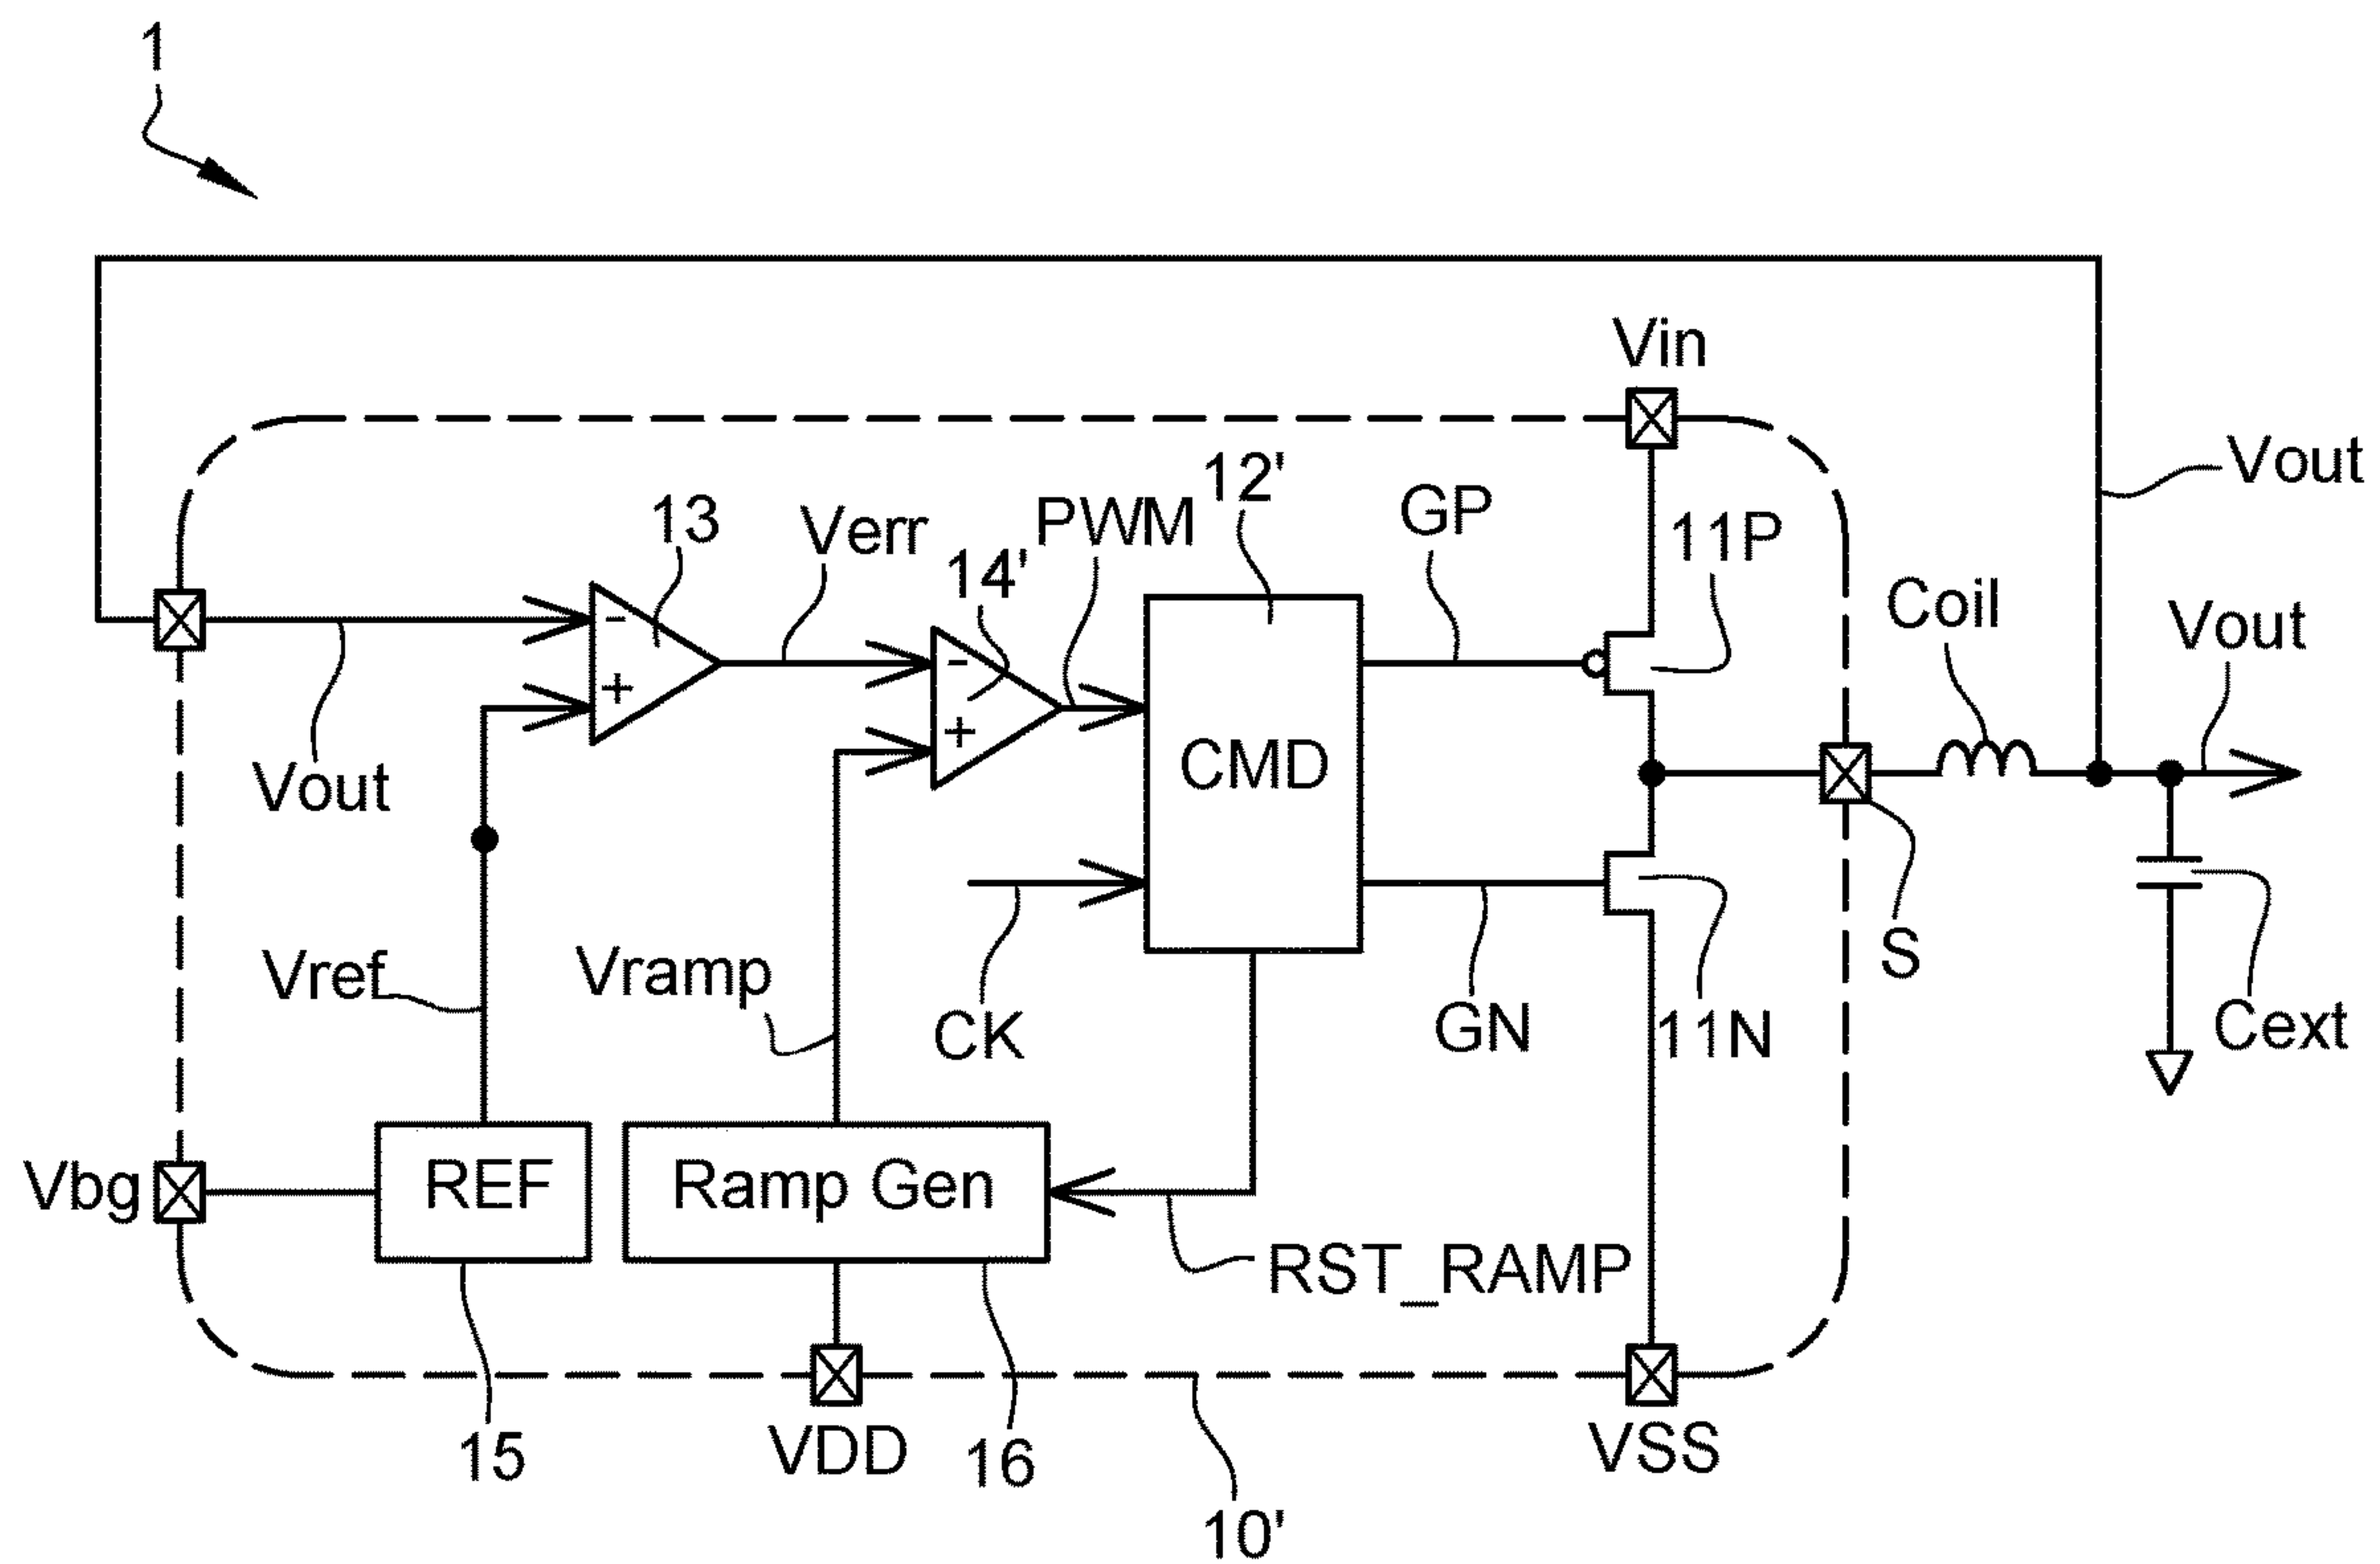 1
Vin
Vout
13
Verr
14'
PWM
12'
GP
11P
Coil
Vout
-
+
-
+
Vout
CMD
S
Vref
Vramp
CK
GN
11N
Cext
Vbg
REF
Ramp Gen
RST_RAMP
15
VDD
16
10'
VSS